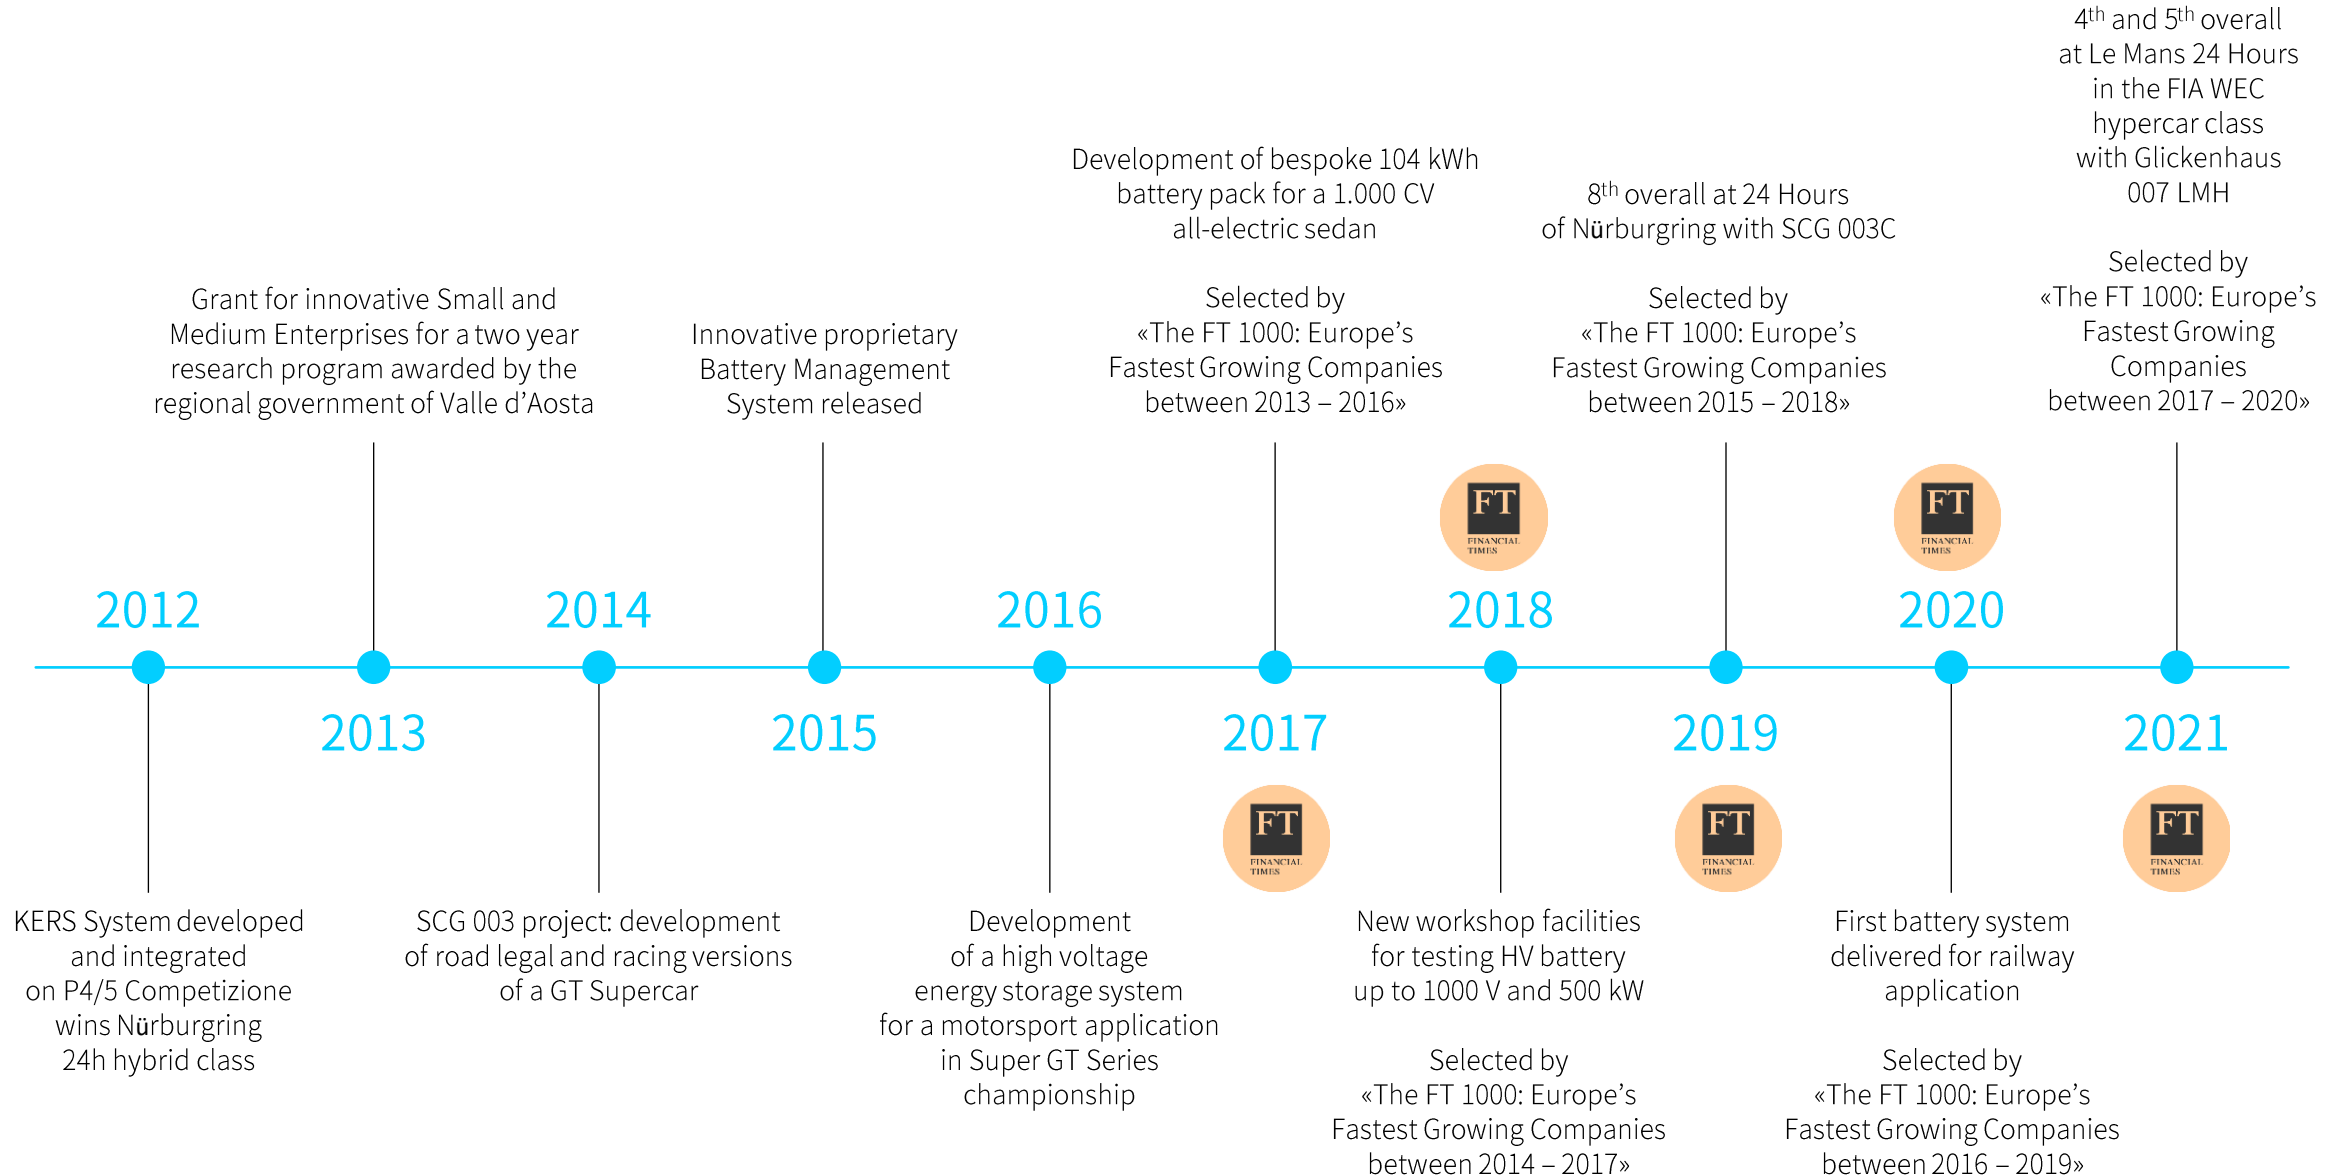 4th and 5th overall
at Le Mans 24 Hours
in the FIA WEC
hypercar class
with Glickenhaus
007 LMH
Selected by
«The FT 1000: Europe’s
Fastest Growing
Companies
between 2017 – 2020»
Development of bespoke 104 kWh
battery pack for a 1.000 CV
all-electric sedan
Selected by
«The FT 1000: Europe’s
Fastest Growing Companies
between 2013 – 2016»
8th overall at 24 Hours
of Nürburgring with SCG 003C
Selected by
«The FT 1000: Europe’s
Fastest Growing Companies
between 2015 – 2018»
Grant for innovative Small and
Medium Enterprises for a two year
research program awarded by the
regional government of Valle d’Aosta
Innovative proprietary
Battery Management
System released
FT
FINANCIAL
TIMES
FT
FINANCIAL
TIMES
2012
2014
2016
2018
2020
2013
2015
2017
2019
2021
FT
FINANCIAL
TIMES
FT
FINANCIAL
TIMES
FT
FINANCIAL
TIMES
KERS System developed
and integrated
on P4/5 Competizione
wins Nürburgring
24h hybrid class
SCG 003 project: development
of road legal and racing versions
of a GT Supercar
Development
of a high voltage
energy storage system
for a motorsport application
in Super GT Series
championship
New workshop facilities
for testing HV battery
up to 1000 V and 500 kW
Selected by
«The FT 1000: Europe’s
Fastest Growing Companies
between 2014 – 2017»
First battery system
delivered for railway
application
Selected by
«The FT 1000: Europe’s
Fastest Growing Companies
between 2016 – 2019»